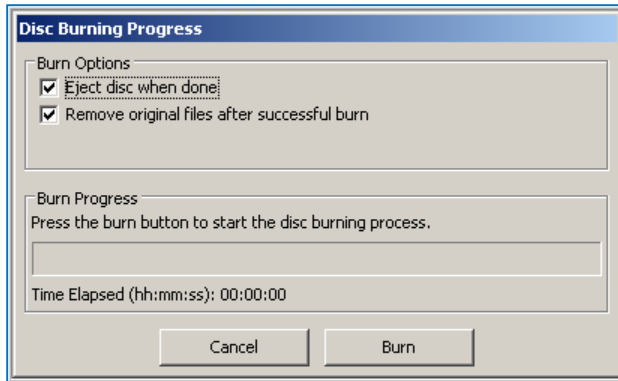 Disc Burning Progress
Burn Options
Eject disc when done
Remove original files after successful burn
Burn Progress
Press the burn button to start the disc burning process.
Time Elapsed (hh:mm:ss): 00:00:00
Cancel Burn